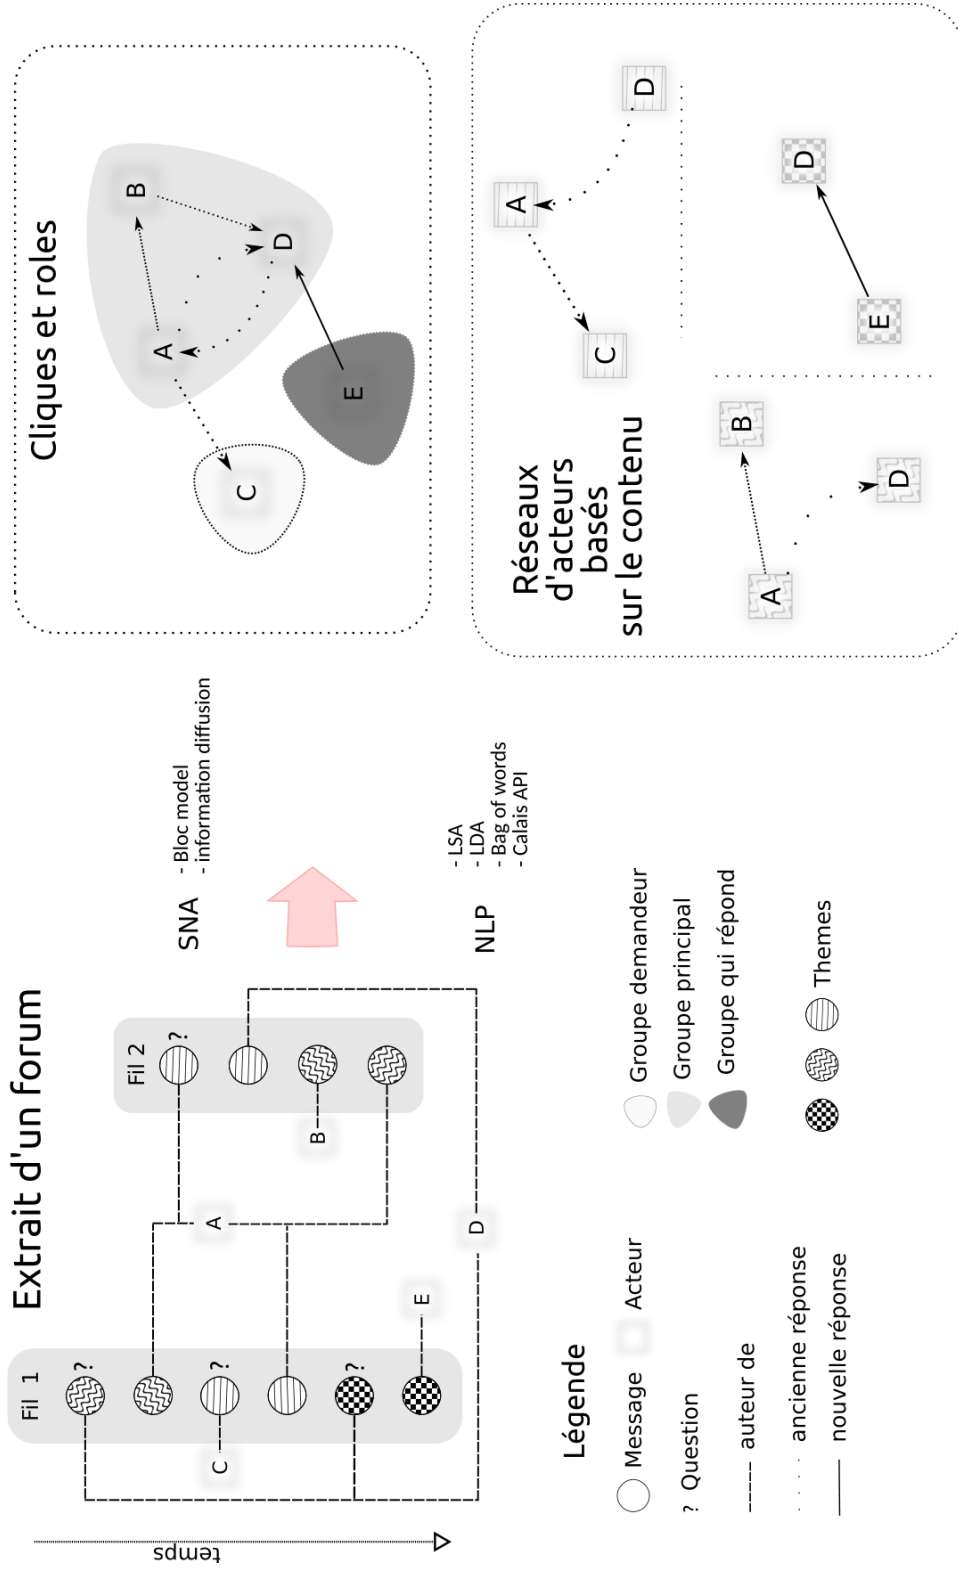 Extrait d'un forum
Fil 1
Fil 2
?
?
?
?
C
A
B
E
D
temps
SNA
- Bloc model
- information diffusion
NLP
- LSA
- LDA
- Bag of words
- Calais API
Légende
Message
Acteur
? Question
auteur de
ancienne réponse
nouvelle réponse
Groupe demandeur
Groupe principal
Groupe qui répond
Themes
Cliques et roles
B
A
D
C
E
Réseaux
d'acteurs
basés
sur le contenu
A
D
C
B
A
D
D
E